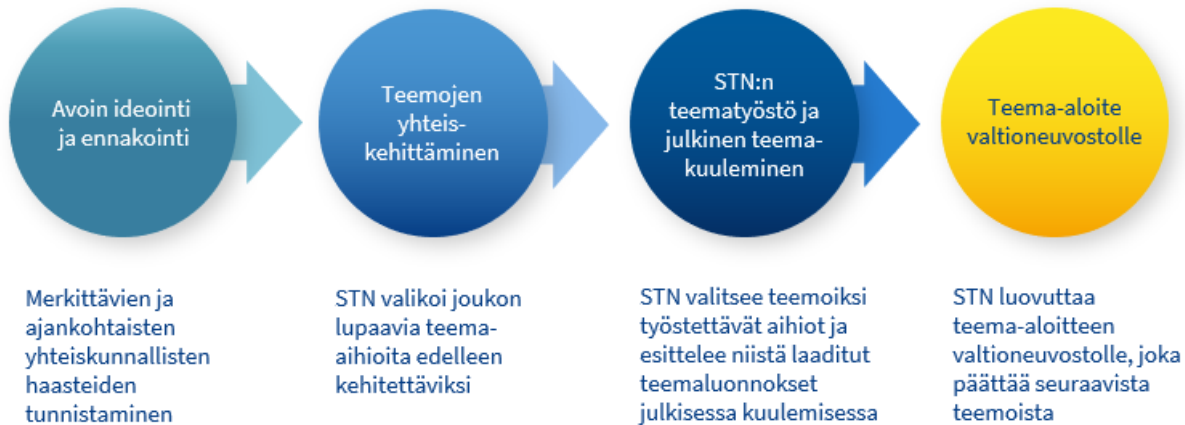 Avoin ideointi
ja ennakointi
Teemojen
yhteis-
kehittäminen
STN:n
teematyöstö ja
julkinen teema-
kuuleminen
Teema-aloite
valtioneuvostolle
Merkittävien ja
ajankohtaisten
yhteiskunnallisten
haasteiden
tunnistaminen
STN valikoi joukon
lupaavia teema-
aihioita edelleen
kehitettäviksi
STN valitsee teemoiksi
työstettävät aihiot ja
esittelee niistä laaditut
teemaluonnokset
julkisessa kuulemisessa
STN luovuttaa
teema-aloitteen
valtioneuvostolle, joka
päättää seuraavista
teemoista